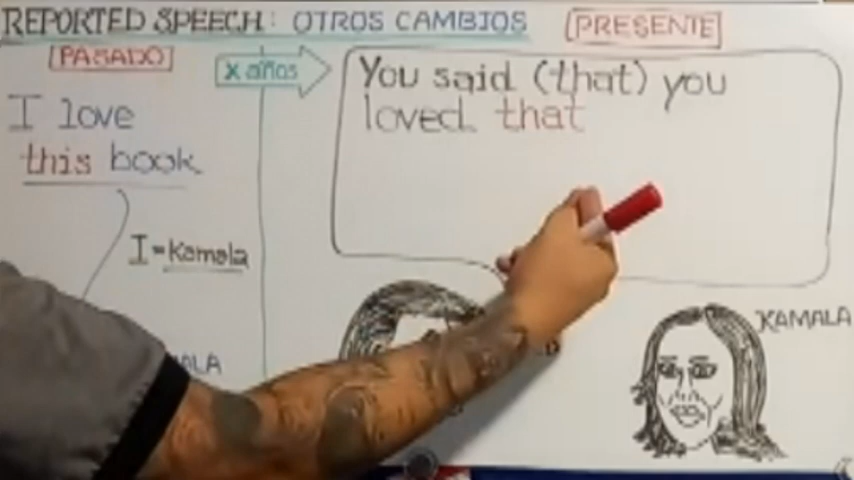 REPORTED SPEECH: OTROS CAMBIOS
PRESENTE
PASADO
X años
I love
this book.
You said (that) you
loved that
I = Kamala
KAMALA